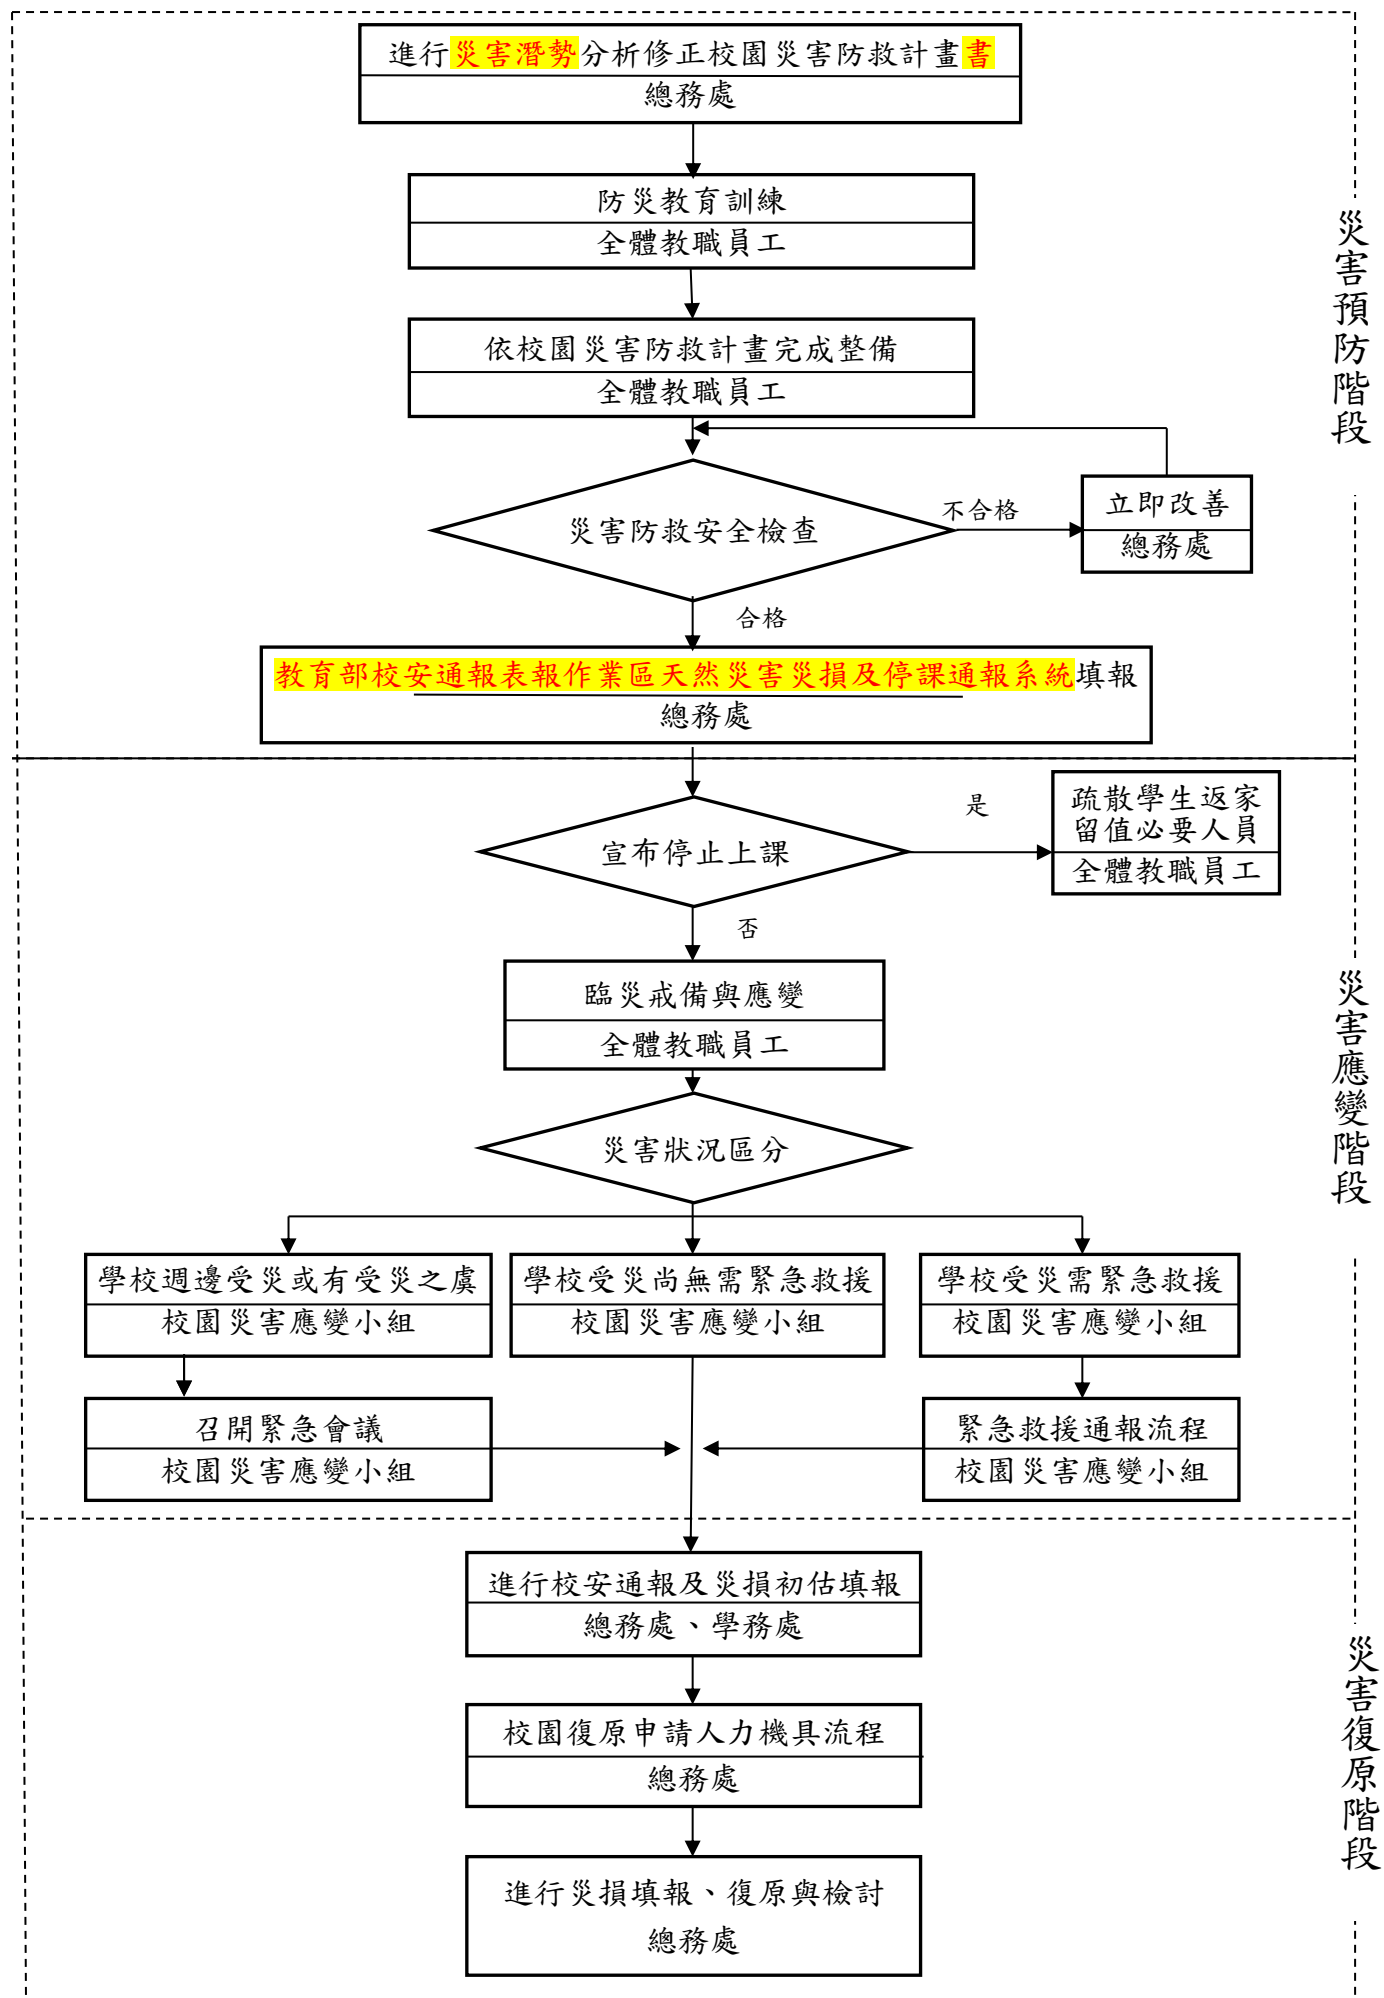 進行災害潛勢分析修正校園災害防救計畫書
總務處
防災教育訓練
全體教職員工
依校園災害防救計畫完成整備
全體教職員工
災害防救安全檢查
不合格
立即改善
總務處
合格
教育部校安通報表報作業區天然災害災損及停課通報系統填報
總務處
災害預防階段
宣布停止上課
是
疏散學生返家
留值必要人員
全體教職員工
否
臨災戒備與應變
全體教職員工
災害狀況區分
學校週邊受災或有受災之虞
校園災害應變小組
學校受災尚無需緊急救援
校園災害應變小組
學校受災需緊急救援
校園災害應變小組
召開緊急會議
校園災害應變小組
緊急救援通報流程
校園災害應變小組
災害應變階段
進行校安通報及災損初估填報
總務處、學務處
校園復原申請人力機具流程
總務處
進行災損填報、復原與檢討
總務處
災害復原階段